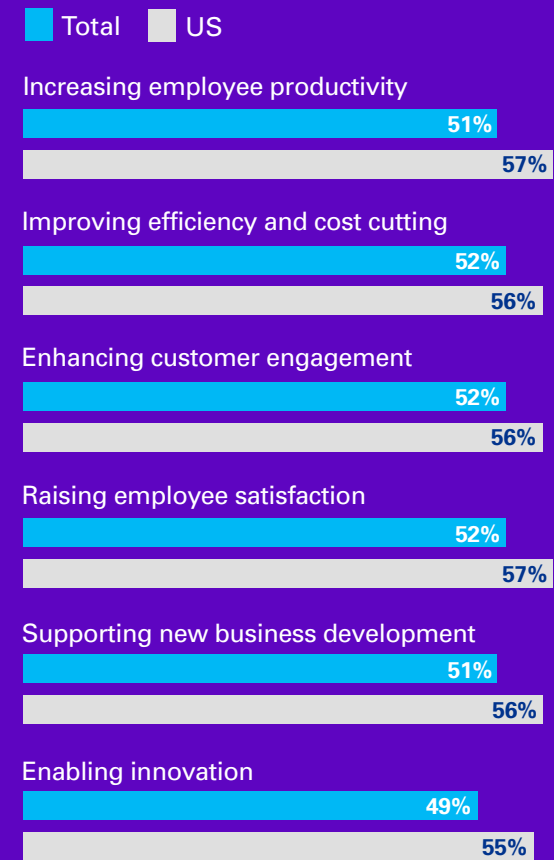 Total US
Increasing employee productivity
51%
57%
Improving efficiency and cost cutting
52%
56%
Enhancing customer engagement
52%
56%
Raising employee satisfaction
52%
57%
Supporting new business development
51%
56%
Enabling innovation
49%
55%